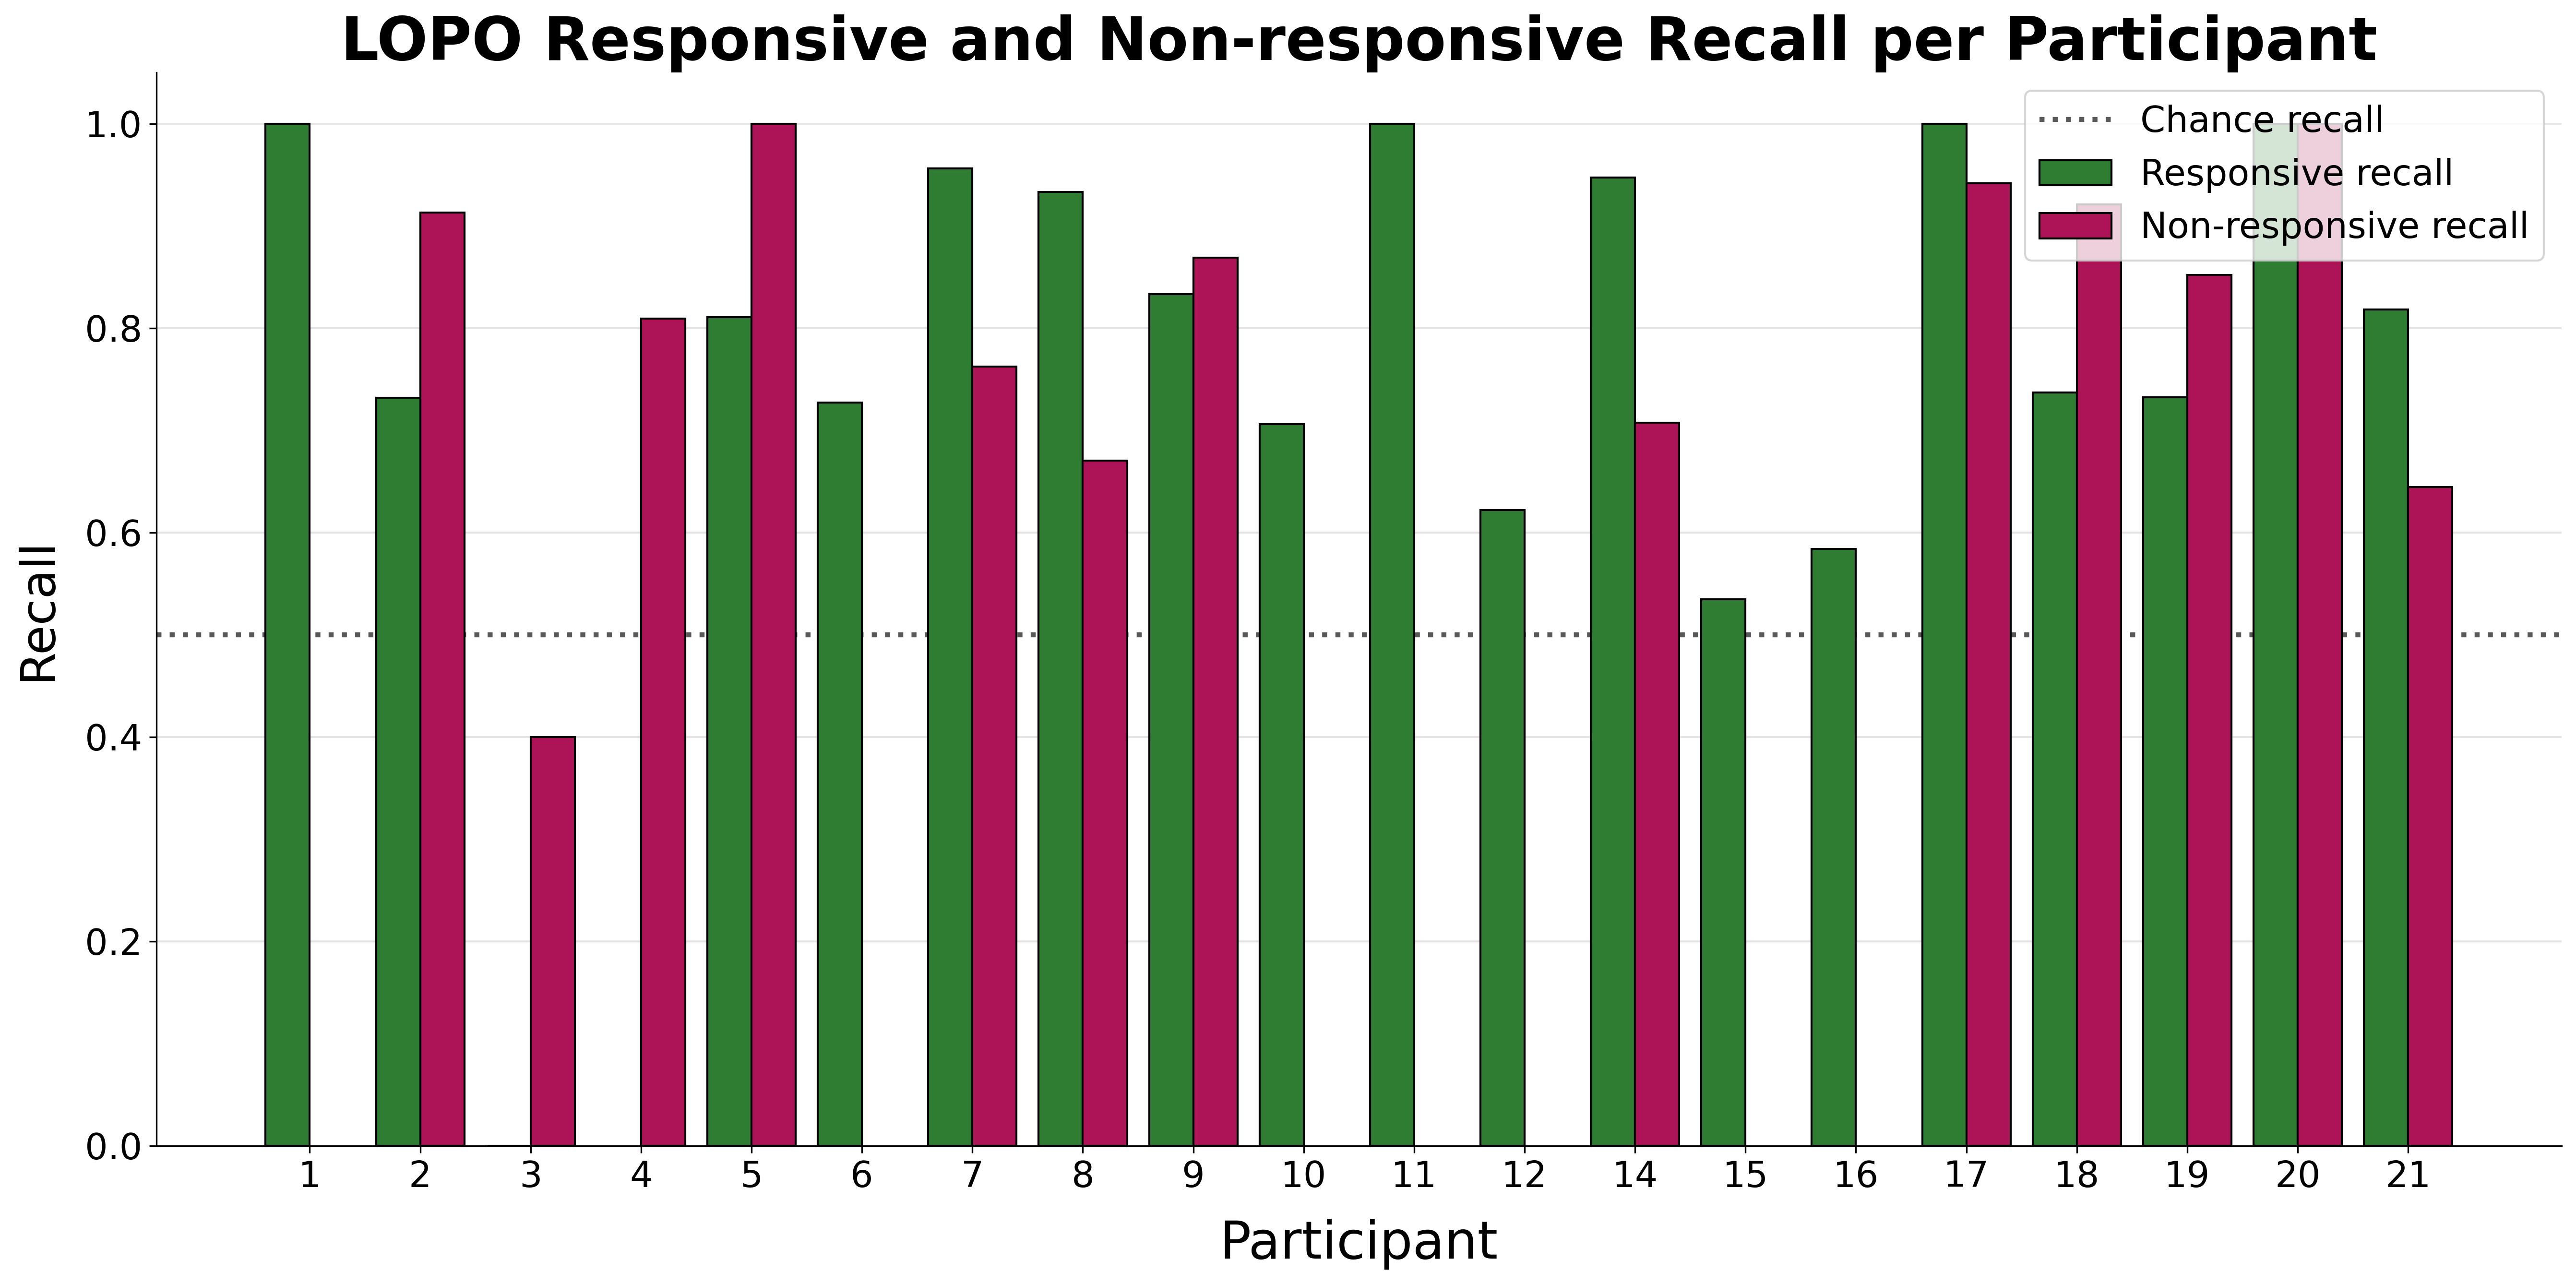 LOPO Responsive and Non-responsive Recall per Participant
Chance recall
Responsive recall
Non-responsive recall
Recall
1.0
0.8
0.6
0.4
0.2
0.0
1 2 3 4 5 6 7 8 9 10 11 12 14 15 16 17 18 19 20 21
Participant